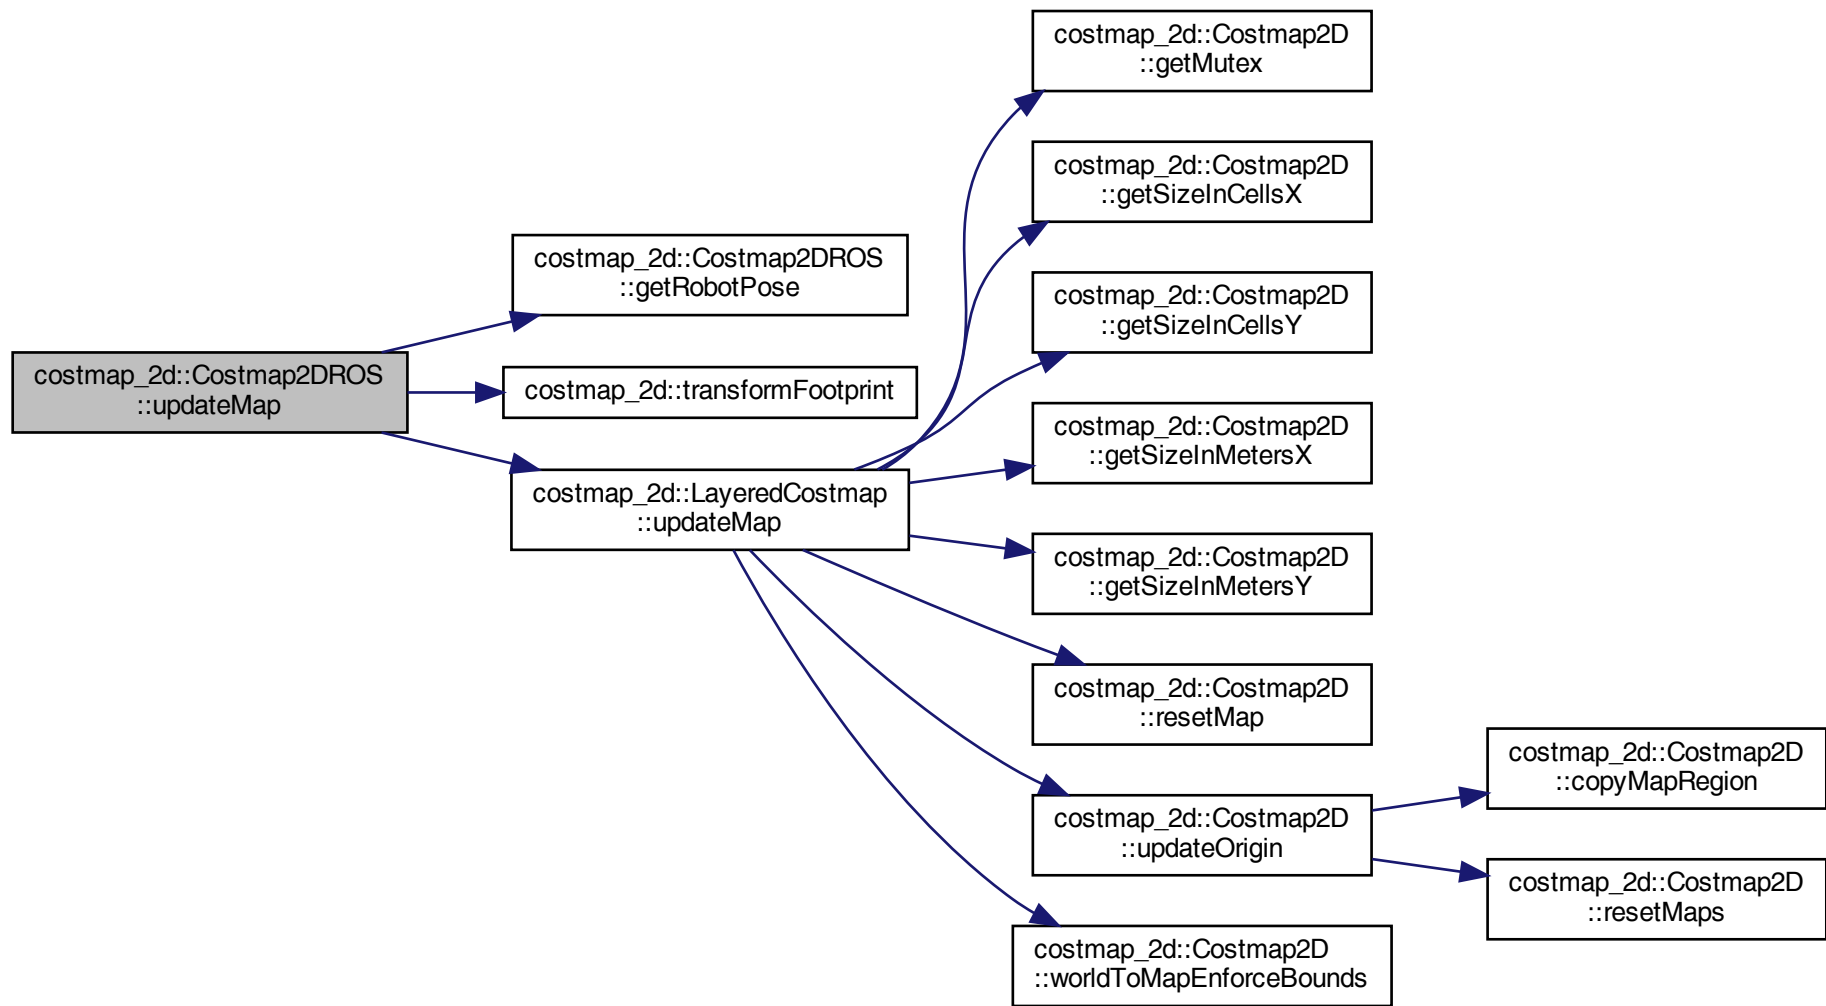 costmap_2d::Costmap2DROS
::updateMap
costmap_2d::Costmap2DROS
::getRobotPose
costmap_2d::transformFootprint
costmap_2d::LayeredCostmap
::updateMap
costmap_2d::Costmap2D
::getMutex
costmap_2d::Costmap2D
::getSizeInCellsX
costmap_2d::Costmap2D
::getSizeInCellsY
costmap_2d::Costmap2D
::getSizeInMetersX
costmap_2d::Costmap2D
::getSizeInMetersY
costmap_2d::Costmap2D
::resetMap
costmap_2d::Costmap2D
::updateOrigin
costmap_2d::Costmap2D
::worldToMapEnforceBounds
costmap_2d::Costmap2D
::copyMapRegion
costmap_2d::Costmap2D
::resetMaps